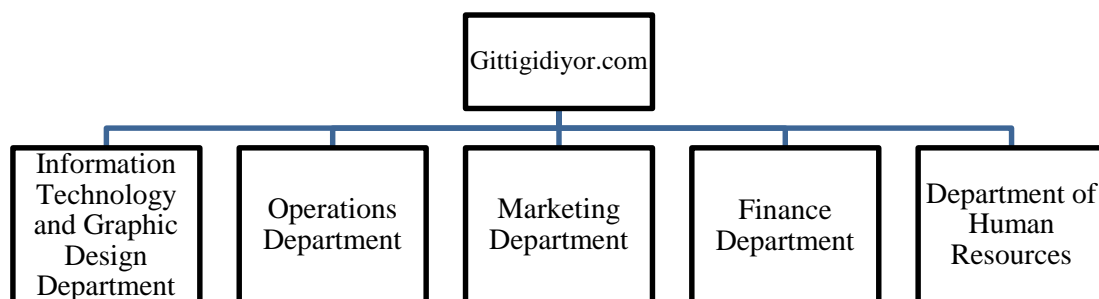 Gittigidiyor.com
Information
Technology
and Graphic
Design
Department
Operations
Department
Marketing
Department
Finance
Department
Department of
Human
Resources